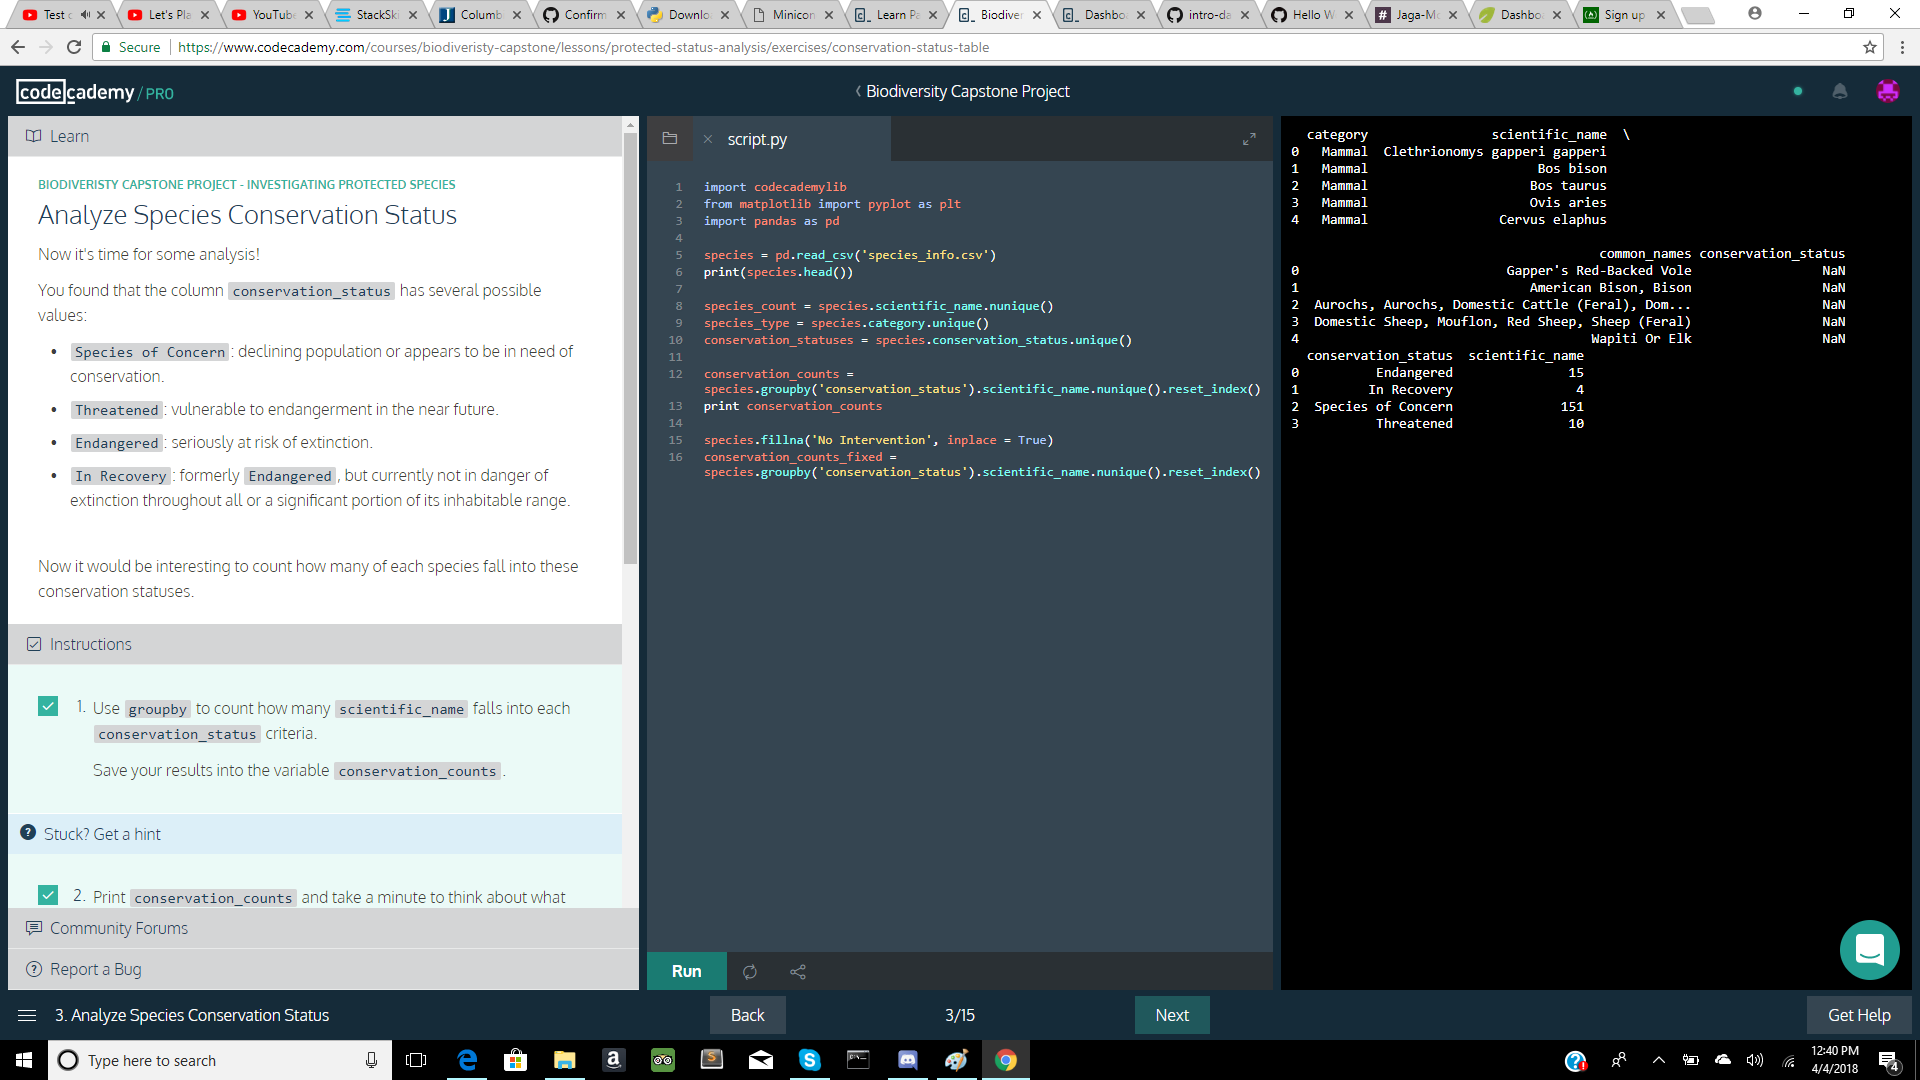 Test c
Let's Pla
YouTube
StackSki
Columb
Confirm
Downlo
Minicon
Learn Pa
Biodiver
Dashbo
intro-da
Hello W
Jaga-Mo
Dashbo
Sign up
Secure https://www.codecademy.com/courses/biodiveristy-capstone/lessons/protected-status-analysis/exercises/conservation-status-table
codecademy / PRO
Biodiversity Capstone Project
Learn
BIODIVERISTY CAPSTONE PROJECT - INVESTIGATING PROTECTED SPECIES
Analyze Species Conservation Status
Now it's time for some analysis!
You found that the column conservation_status has several possible
values:
• Species of Concern : declining population or appears to be in need of
conservation.
• Threatened : vulnerable to endangerment in the near future.
• Endangered : seriously at risk of extinction.
• In Recovery : formerly Endangered , but currently not in danger of
extinction throughout all or a significant portion of its inhabitable range.
Now it would be interesting to count how many of each species fall into these
conservation statuses.
Instructions
1. Use groupby to count how many scientific_name falls into each
conservation_status criteria.
Save your results into the variable conservation_counts .
Stuck? Get a hint
2. Print conservation_counts and take a minute to think about what
Community Forums
Report a Bug
script.py
1 import codecademylib
2 from matplotlib import pyplot as plt
3 import pandas as pd
4
5 species = pd.read_csv('species_info.csv')
6 print(species.head())
7
8 species_count = species.scientific_name.nunique()
9 species_type = species.category.unique()
10 conservation_statuses = species.conservation_status.unique()
11
12 conservation_counts =
species.groupby('conservation_status').scientific_name.nunique().reset_index()
13 print conservation_counts
14
15 species.fillna('No Intervention', inplace = True)
16 conservation_counts_fixed =
species.groupby('conservation_status').scientific_name.nunique().reset_index()
Run
category scientific_name \
0 Mammal Clethrionomys gapperi gapperi
1 Mammal Bos bison
2 Mammal Bos taurus
3 Mammal Ovis aries
4 Mammal Cervus elaphus
common_names conservation_status
0 Gapper's Red-Backed Vole NaN
1 American Bison, Bison NaN
2 Aurochs, Aurochs, Domestic Cattle (Feral), Dom... NaN
3 Domestic Sheep, Mouflon, Red Sheep, Sheep (Feral) NaN
4 Wapiti Or Elk NaN
conservation_status scientific_name
0 Endangered 15
1 In Recovery 4
2 Species of Concern 151
3 Threatened 10
3. Analyze Species Conservation Status
Back
3/15
Next
Get Help
Type here to search
12:40 PM
4/4/2018
4